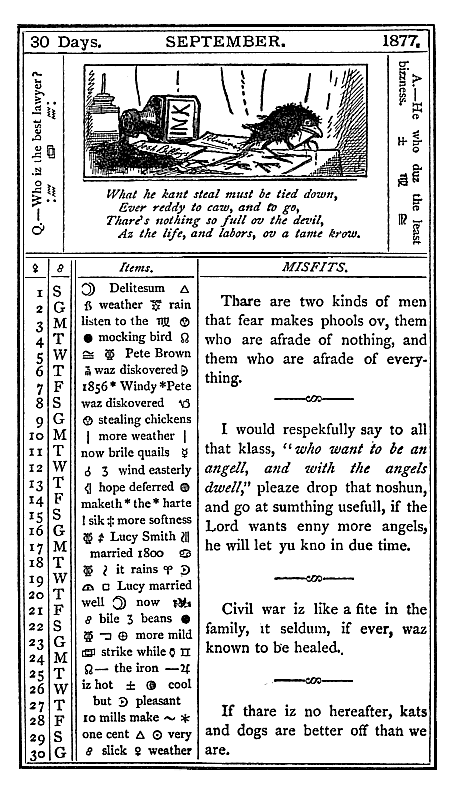 30 Days. SEPTEMBER. 1877.
Q.—Who iz the best lawyer?
A.—He who duz the least
bizness.
INK
What he kant steal must be tied down,
Ever reddy to caw, and to go,
Thare's nothing so full ov the devil,
Az the life, and labors, ov a tame krow.
♀ 8 Items. MISFITS.
1 S Delitesum △
2 G ß weather rain
3 M listen to the ♍
4 T ● mocking bird Ω
5 W ≅ Pete Brown
6 T waz diskovered
7 F 1856 * Windy * Pete
8 S waz diskovered
9 G stealing chickens
10 M | more weather |
11 T now brile quails ☿
12 W 3 wind easterly
13 T hope deferred
14 F maketh * the * harte
15 S ! sik ‡ more softness
16 G Lucy Smith
17 M married 1800 ♋
18 T it rains ♈
19 W □ Lucy married
20 T well now
21 F 8 bile 3 beans ●
22 S ⊕ more mild
23 G strike while ♊
24 M Ω— the iron —♃
25 T iz hot ± cool
26 W but pleasant
27 T 10 mills make ~ *
28 F one cent △ ⊙ very
29 S 8 slick ♀ weather
30 G
Thare are two kinds of men
that fear makes phools ov, them
who are afrade of nothing, and
them who are afrade of every-
thing.
I would respekfully say to all
that klass, "who want to be an
angell, and with the angels
dwell," pleaze drop that noshun,
and go at sumthing usefull, if the
Lord wants enny more angels,
he will let yu kno in due time.
Civil war iz like a fite in the
family, it seldum, if ever, waz
known to be healed.
If thare iz no hereafter, kats
and dogs are better off than we
are.